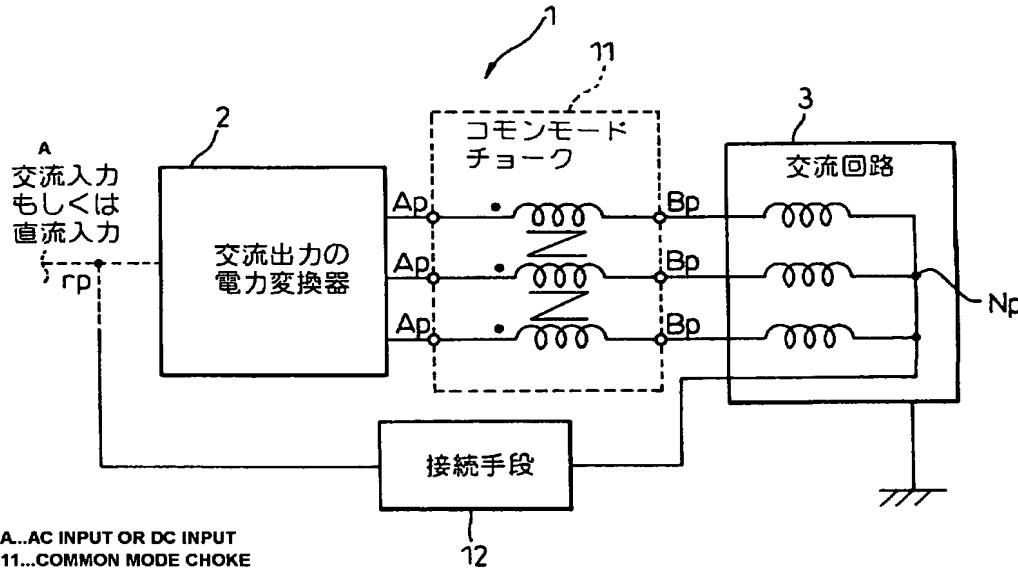 1
11
2
コモンモード
チョーク
3
交流回路
A
交流入力
もしくは
直流入力
rp
交流出力の
電力変換器
Ap
Bp
Ap
Bp
Ap
Bp
Np
接続手段
12
A...AC INPUT OR DC INPUT
11...COMMON MODE CHOKE